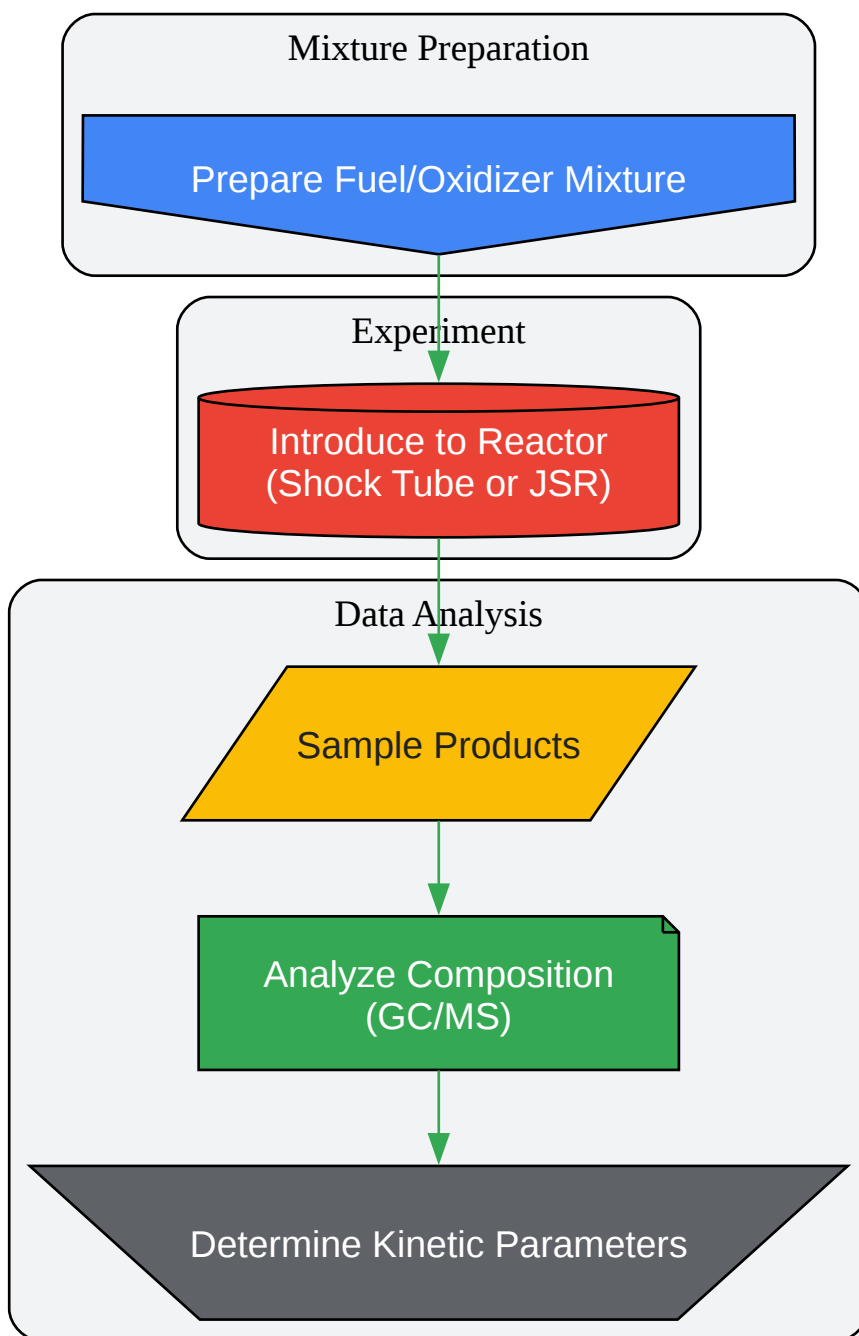 Mixture Preparation
Prepare Fuel/Oxidizer Mixture
Experiment
Introduce to Reactor
(Shock Tube or JSR)
Data Analysis
Sample Products
Analyze Composition
(GC/MS)
Determine Kinetic Parameters